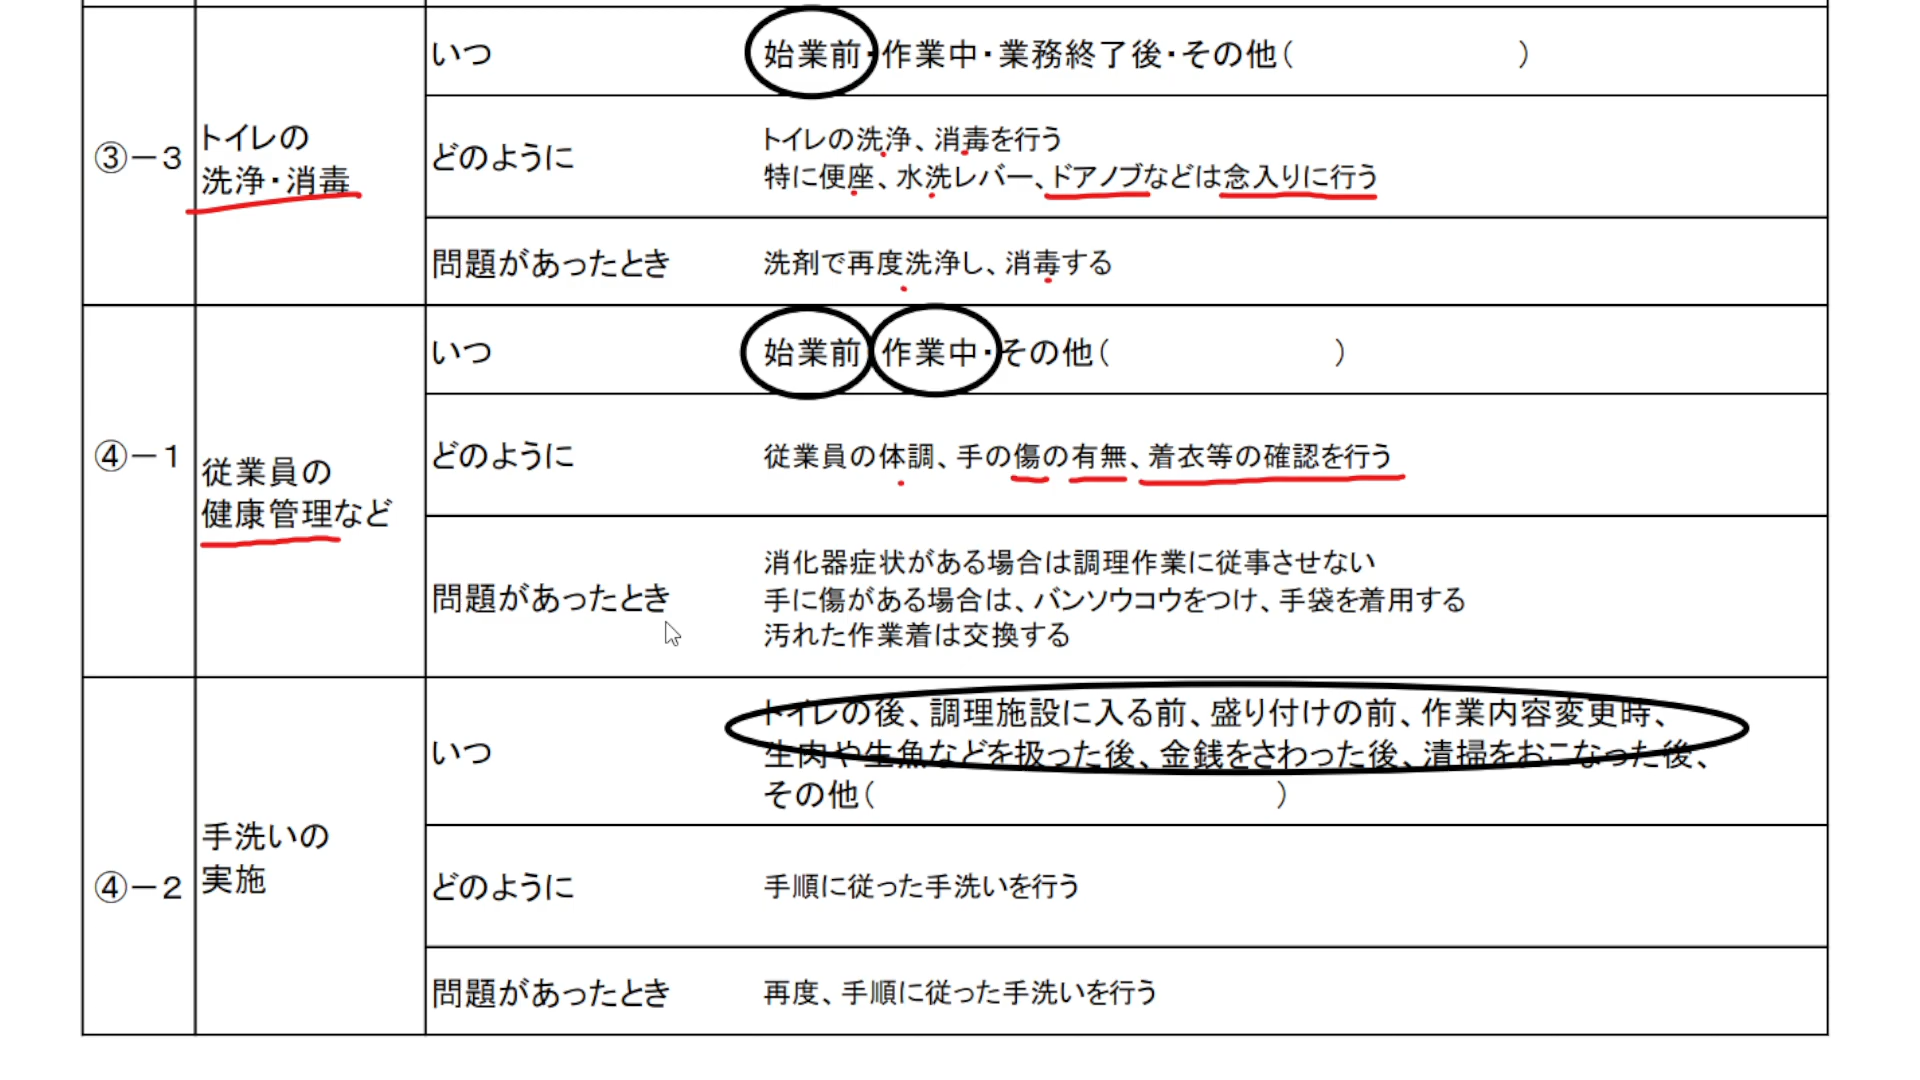 ③－3
トイレの
洗浄・消毒
いつ
始業前・作業中・業務終了後・その他（　　　　　　　）
どのように
トイレの洗浄、消毒を行う
特に便座、水洗レバー、ドアノブなどは念入りに行う
問題があったとき
洗剤で再度洗浄し、消毒する
④－1
従業員の
健康管理など
いつ
始業前 作業中・その他（　　　　　　　）
どのように
従業員の体調、手の傷の有無、着衣等の確認を行う
問題があったとき
消化器症状がある場合は調理作業に従事させない
手に傷がある場合は、バンソウコウをつけ、手袋を着用する
汚れた作業着は交換する
④－2
手洗いの
実施
いつ
トイレの後、調理施設に入る前、盛り付けの前、作業内容変更時、
生肉や生魚などを扱った後、金銭をさわった後、清掃をおこなった後、
その他（　　　　　　　　　　　　）
どのように
手順に従った手洗いを行う
問題があったとき
再度、手順に従った手洗いを行う